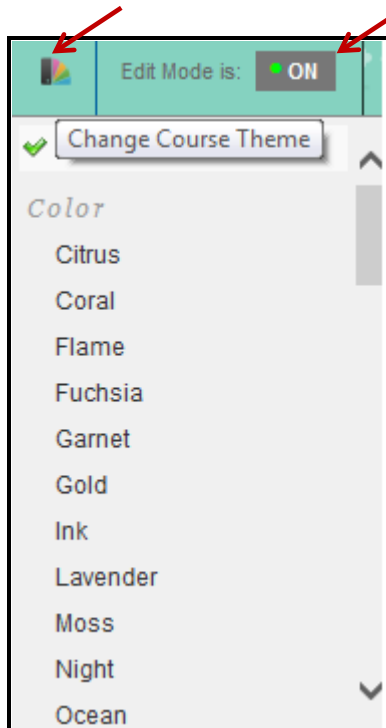 Edit Mode is: ON
Change Course Theme
Color
Citrus
Coral
Flame
Fuchsia
Garnet
Gold
Ink
Lavender
Moss
Night
Ocean